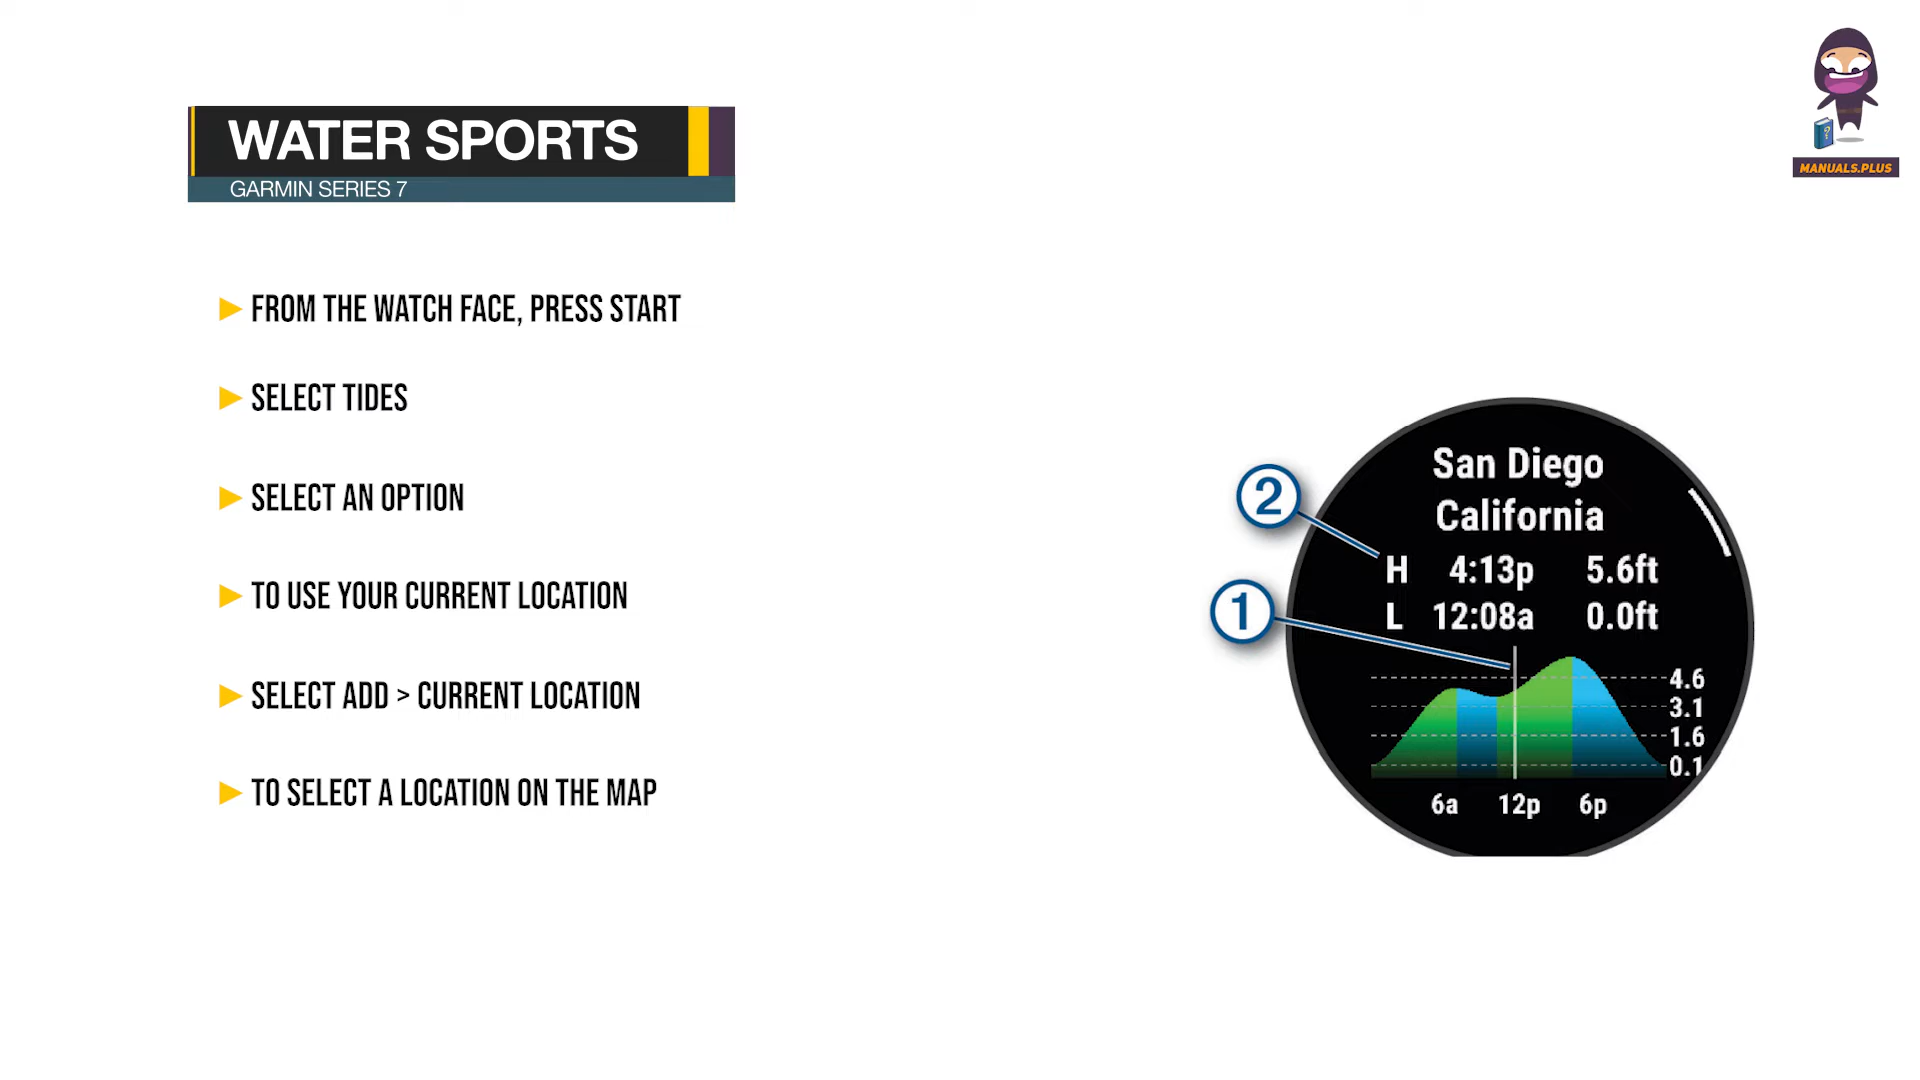 WATER SPORTS
GARMIN SERIES 7
MANUALS.PLUS
FROM THE WATCH FACE, PRESS START
SELECT TIDES
SELECT AN OPTION
TO USE YOUR CURRENT LOCATION
SELECT ADD > CURRENT LOCATION
TO SELECT A LOCATION ON THE MAP
San Diego
California
2
H 4:13p 5.6ft
1
L 12:08a 0.0ft
4.6
3.1
1.6
0.1
6a 12p 6p